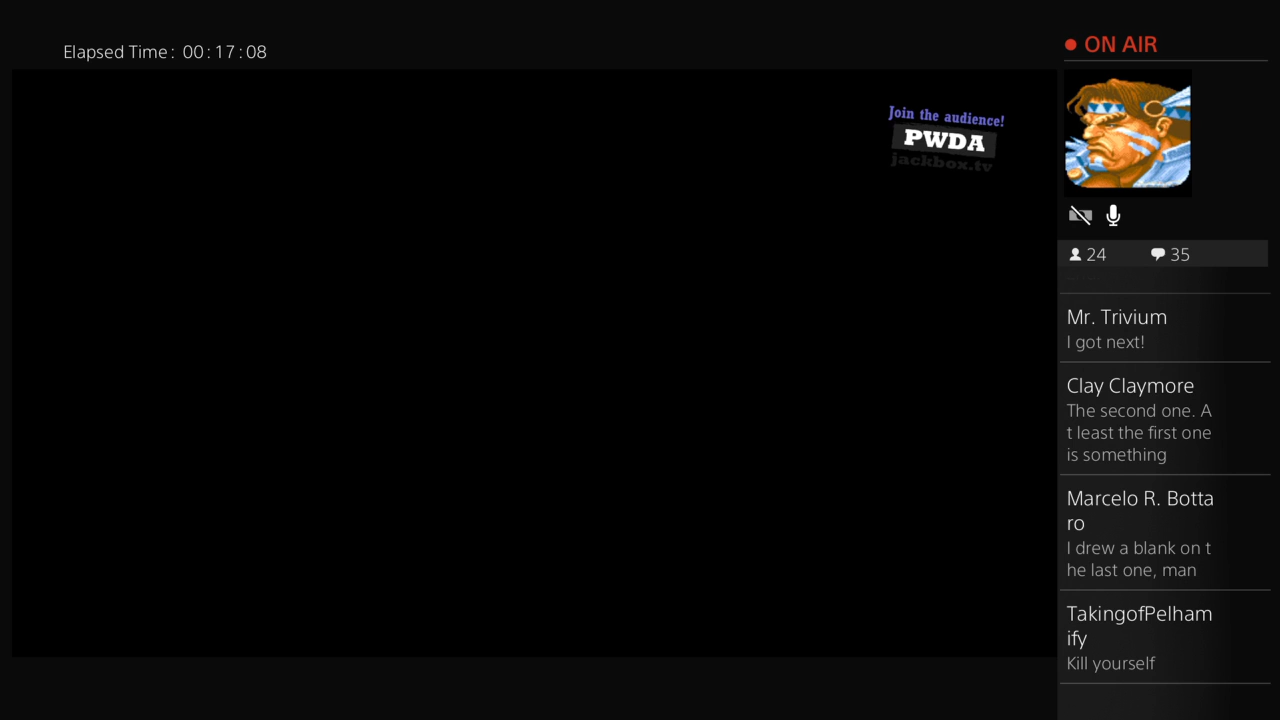 Elapsed Time: 00:17:08
ON AIR
Join the audience!
PWDA
jackbox.tv
24 35
Mr. Trivium
I got next!
Clay Claymore
The second one. A
t least the first one
is something
Marcelo R. Botta
ro
I drew a blank on t
he last one, man
TakingofPelham
ify
Kill yourself